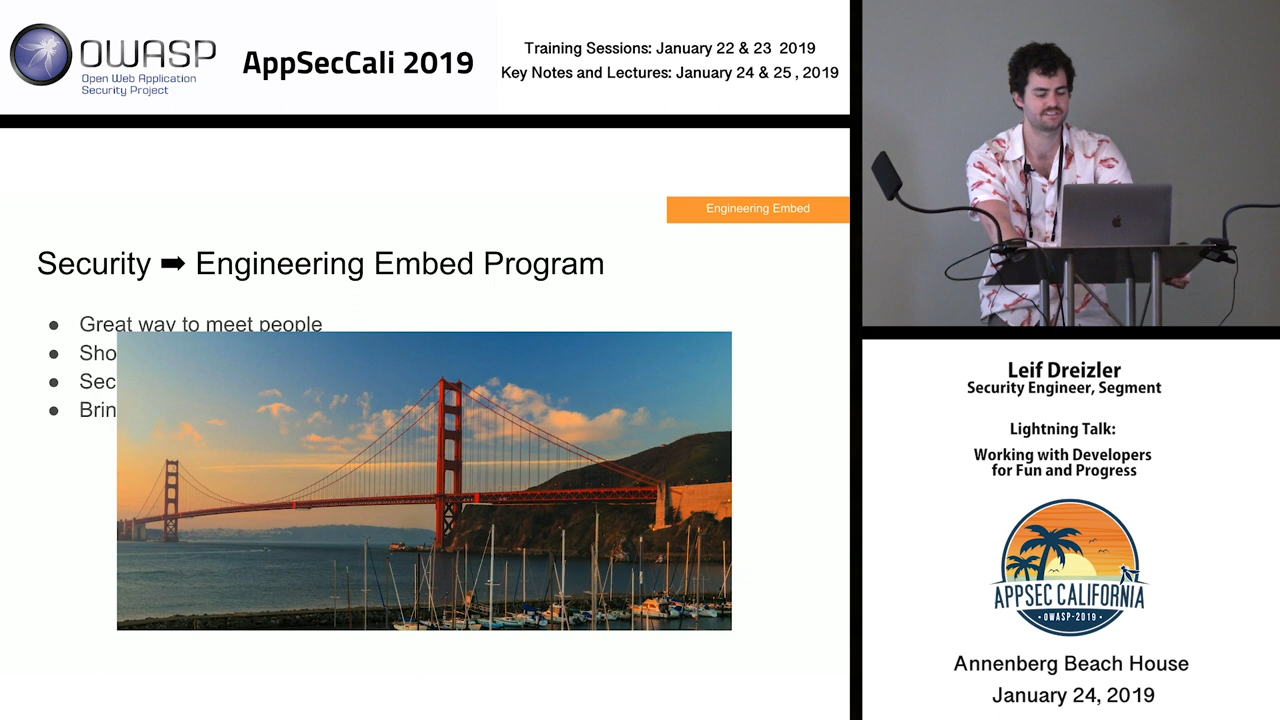 OWASP
Open Web Application
Security Project
AppSecCali 2019
Training Sessions: January 22 & 23 2019
Key Notes and Lectures: January 24 & 25 , 2019
Engineering Embed
Security ➡ Engineering Embed Program
● Great way to meet people
● Sho
● Sec
● Brin
Leif Dreizler
Security Engineer, Segment
Lightning Talk:
Working with Developers
for Fun and Progress
APPSEC CALIFORNIA
• OWASP-2019 •
Annenberg Beach House
January 24, 2019